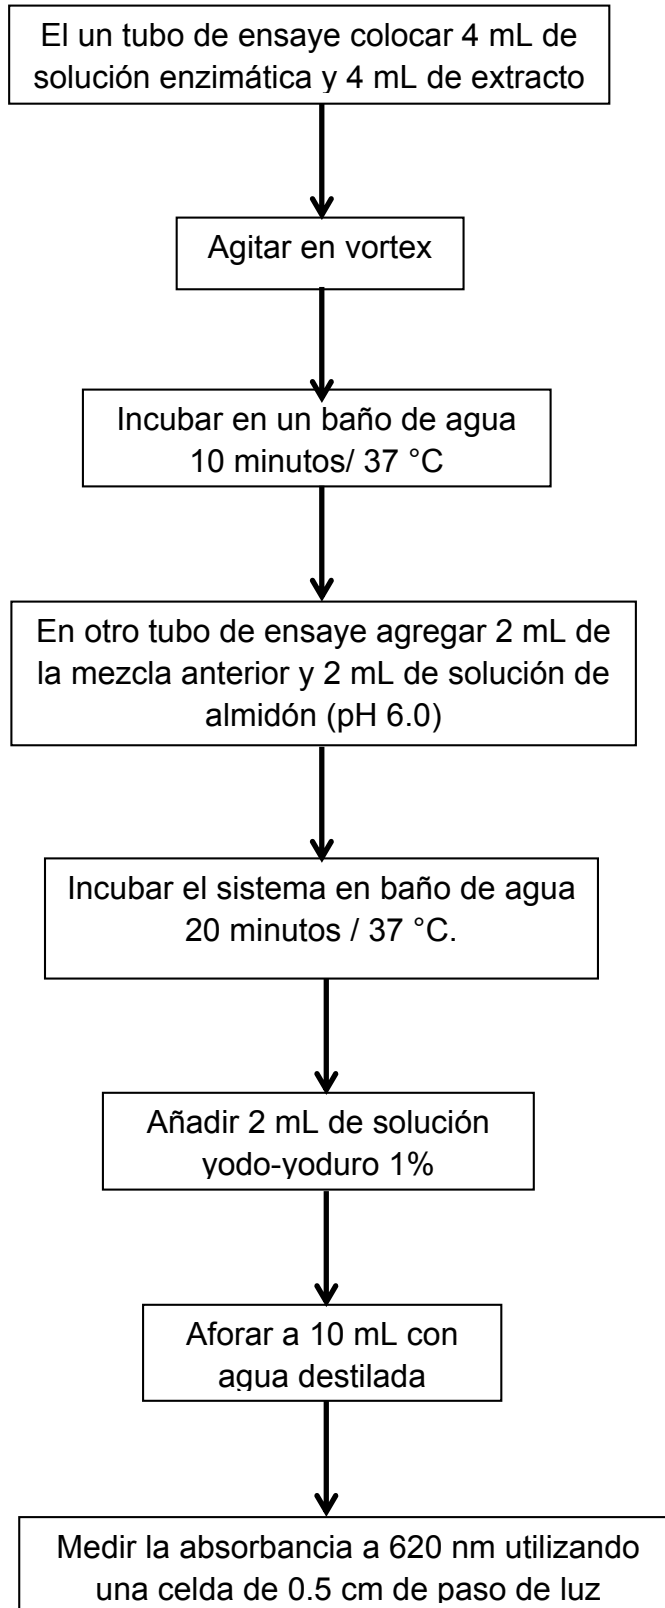 El un tubo de ensaye colocar 4 mL de
solución enzimática y 4 mL de extracto
Agitar en vortex
Incubar en un baño de agua
10 minutos/ 37 °C
En otro tubo de ensaye agregar 2 mL de
la mezcla anterior y 2 mL de solución de
almidón (pH 6.0)
Incubar el sistema en baño de agua
20 minutos / 37 °C.
Añadir 2 mL de solución
yodo-yoduro 1%
Aforar a 10 mL con
agua destilada
Medir la absorbancia a 620 nm utilizando
una celda de 0.5 cm de paso de luz